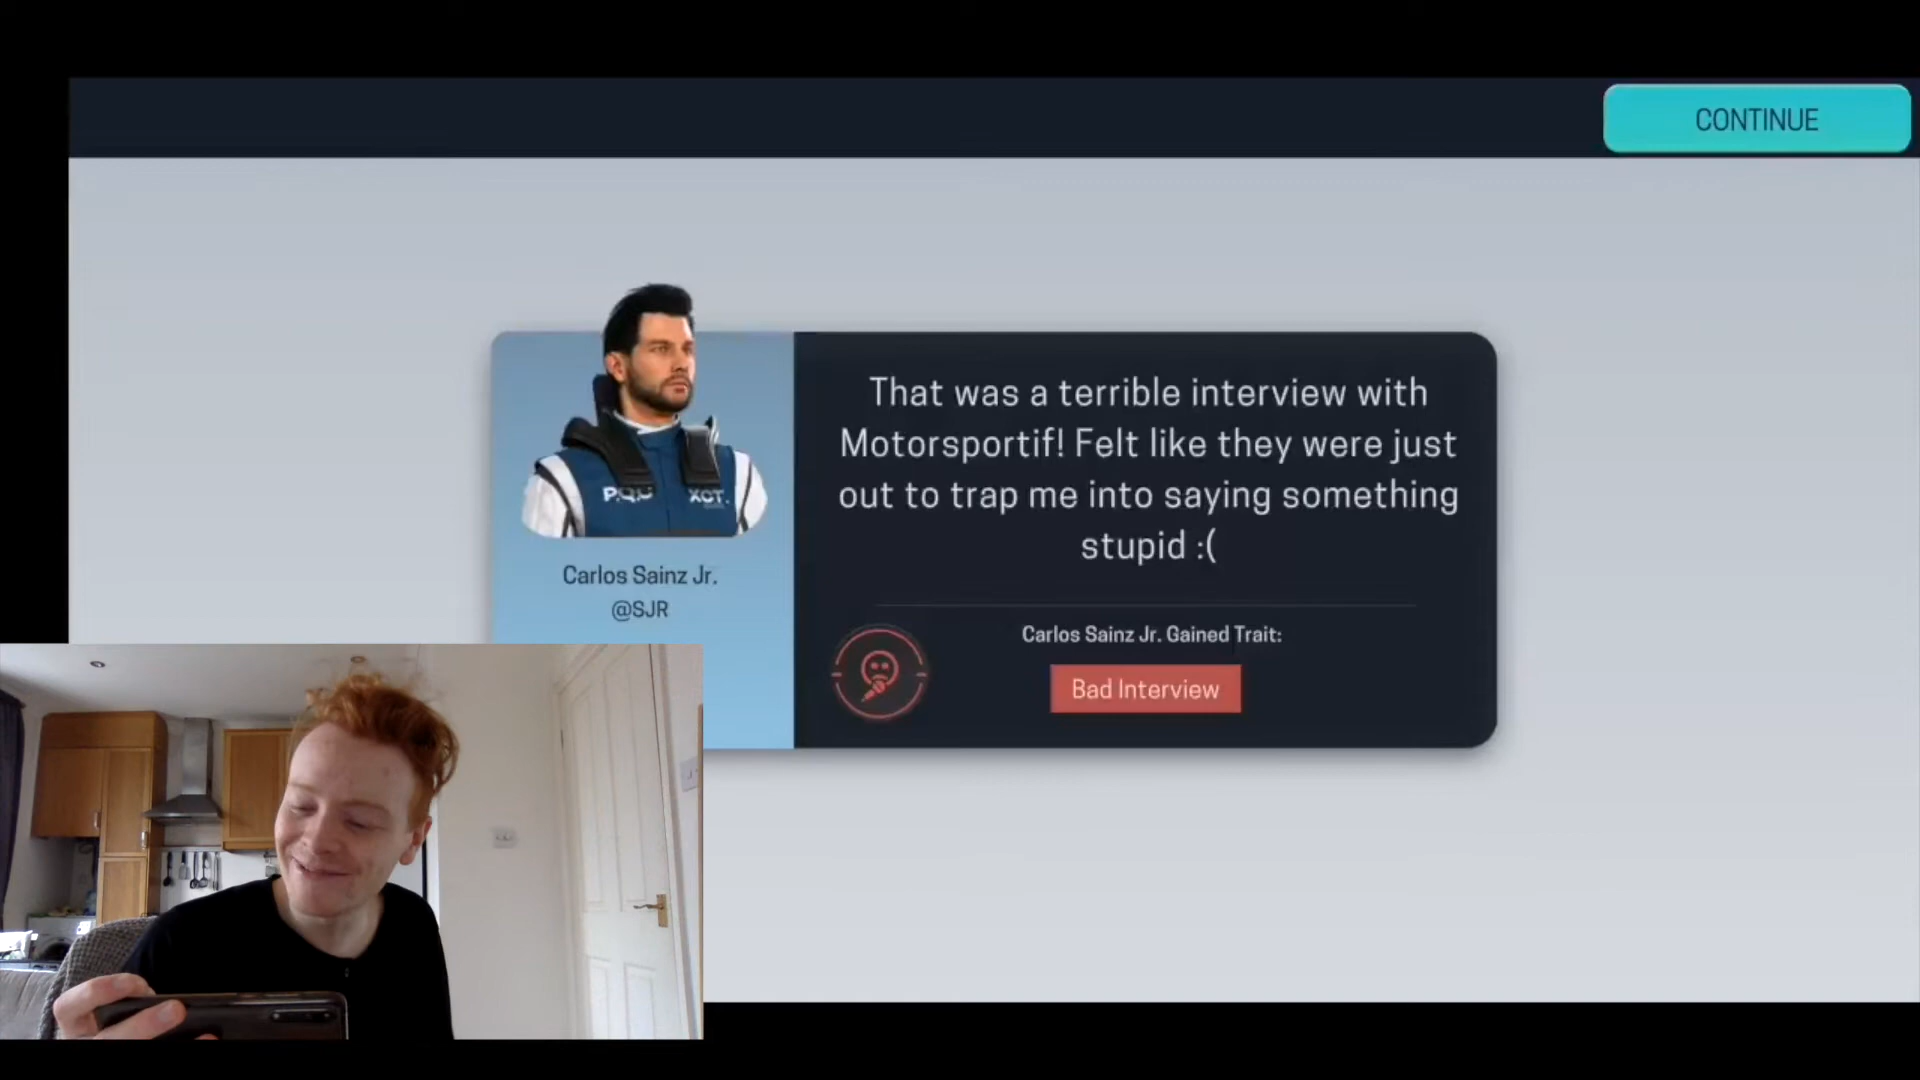 CONTINUE
That was a terrible interview with
Motorsportif! Felt like they were just
out to trap me into saying something
stupid :(
P.Q.
XCT.
Carlos Sainz Jr.
@SJR
Carlos Sainz Jr. Gained Trait:
Bad Interview